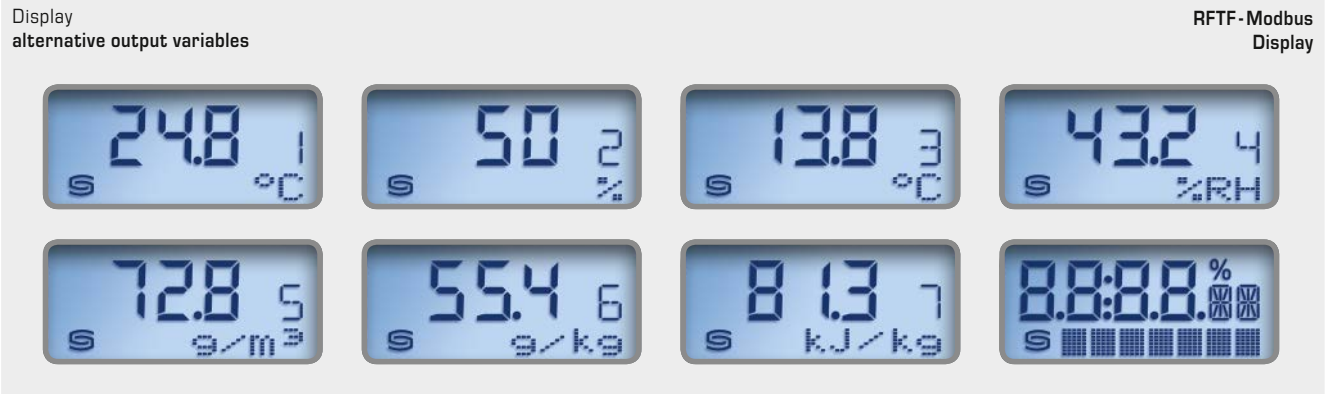 Display
alternative output variables
RFTF-Modbus
Display
24.8 1
°C
50 2
%
13.8 3
°C
43.2 4
%RH
72.8 5
g/m³
55.4 6
g/kg
81.3 7
kJ/kg
8.8:8.8.%